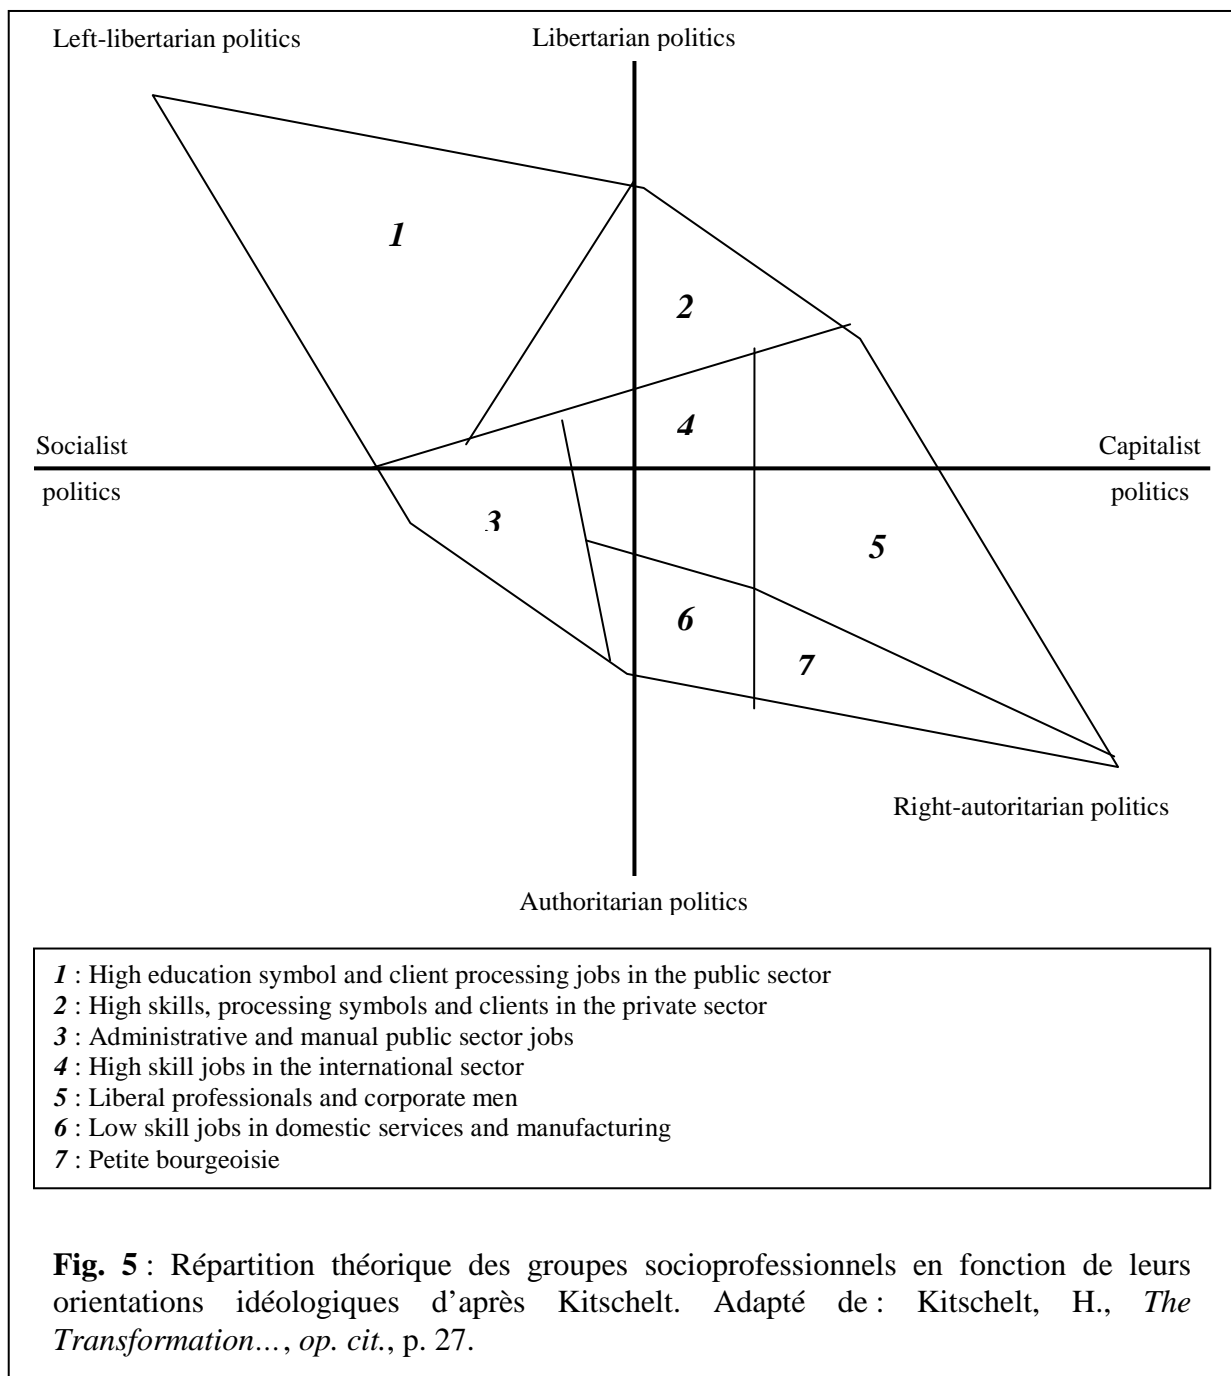 Left-libertarian politics
Libertarian politics
1
2
4
Socialist
politics
Capitalist
politics
3
5
6
7
Right-autoritarian politics
Authoritarian politics
1 : High education symbol and client processing jobs in the public sector
2 : High skills, processing symbols and clients in the private sector
3 : Administrative and manual public sector jobs
4 : High skill jobs in the international sector
5 : Liberal professionals and corporate men
6 : Low skill jobs in domestic services and manufacturing
7 : Petite bourgeoisie
Fig. 5 : Répartition théorique des groupes socioprofessionnels en fonction de leurs
orientations idéologiques d’après Kitschelt. Adapté de : Kitschelt, H., The
Transformation…, op. cit., p. 27.